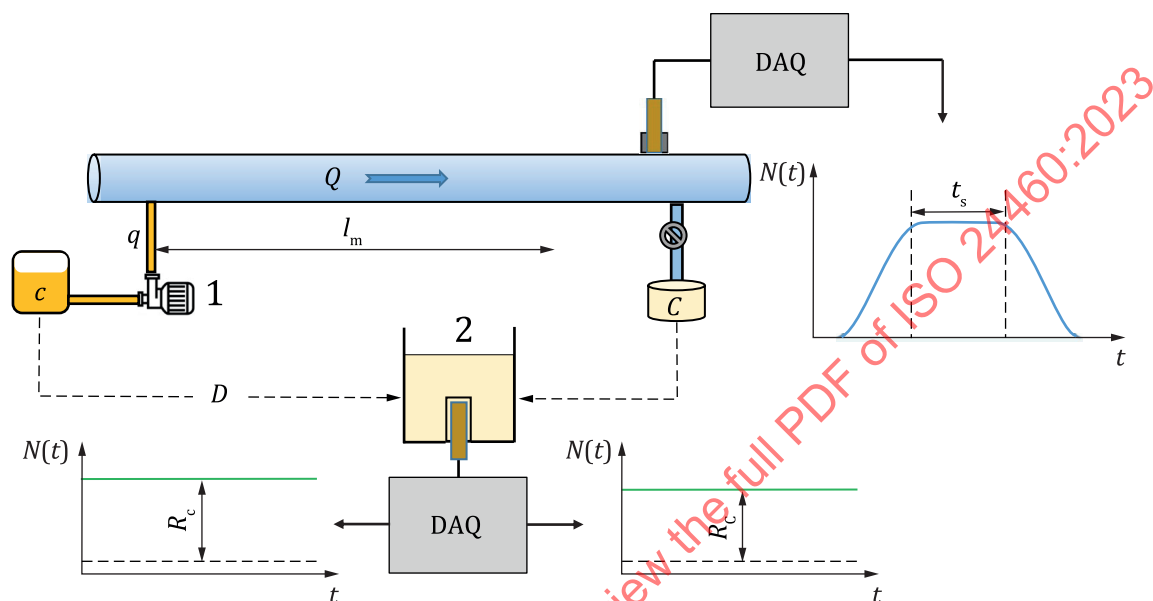 DAQ
Q
N(t)
t_s
q
l_m
c
1
C
t
2
D
N(t)
N(t)
R_c
DAQ
R_C
t
t
iew the full PDF of ISO 24460:2023